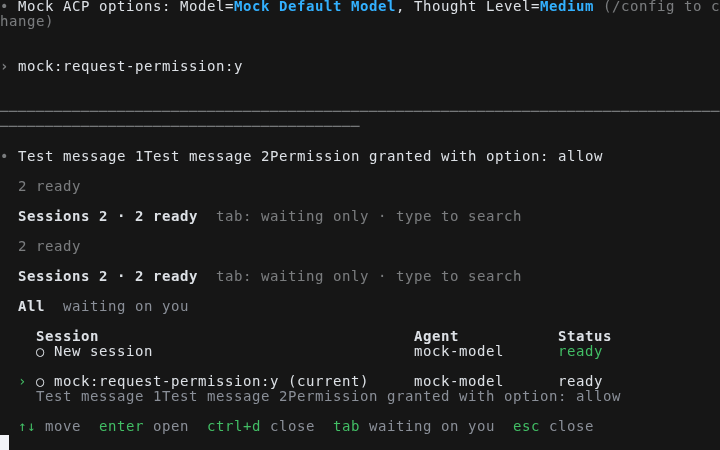 • Mock ACP options: Model=Mock Default Model, Thought Level=Medium (/config to c
hange)
› mock:request-permission:y
• Test message 1Test message 2Permission granted with option: allow
2 ready
Sessions 2 · 2 ready  tab: waiting only · type to search
2 ready
Sessions 2 · 2 ready  tab: waiting only · type to search
All  waiting on you
Session  Agent  Status
○ New session  mock-model  ready
› ○ mock:request-permission:y (current)  mock-model  ready
Test message 1Test message 2Permission granted with option: allow
↑↓ move  enter open  ctrl+d close  tab waiting on you  esc close